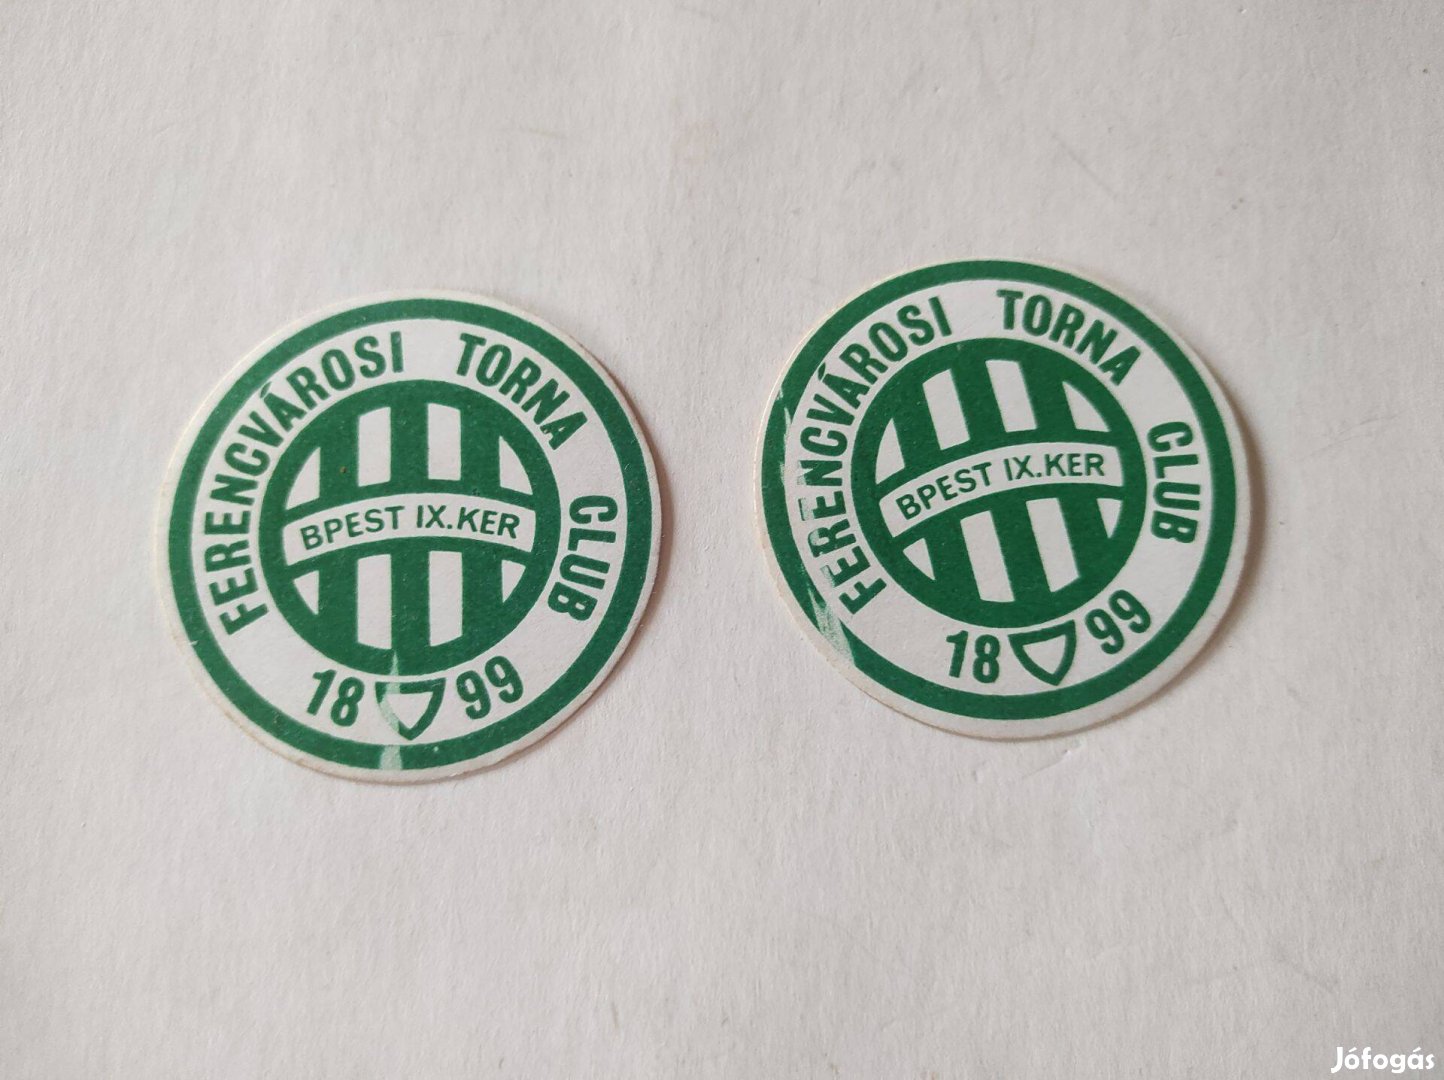 FERENCVÁROSI TORNA CLUB
BPEST IX.KER
18 99
FERENCVÁROSI TORNA CLUB
BPEST IX.KER
18 99
Jófogás